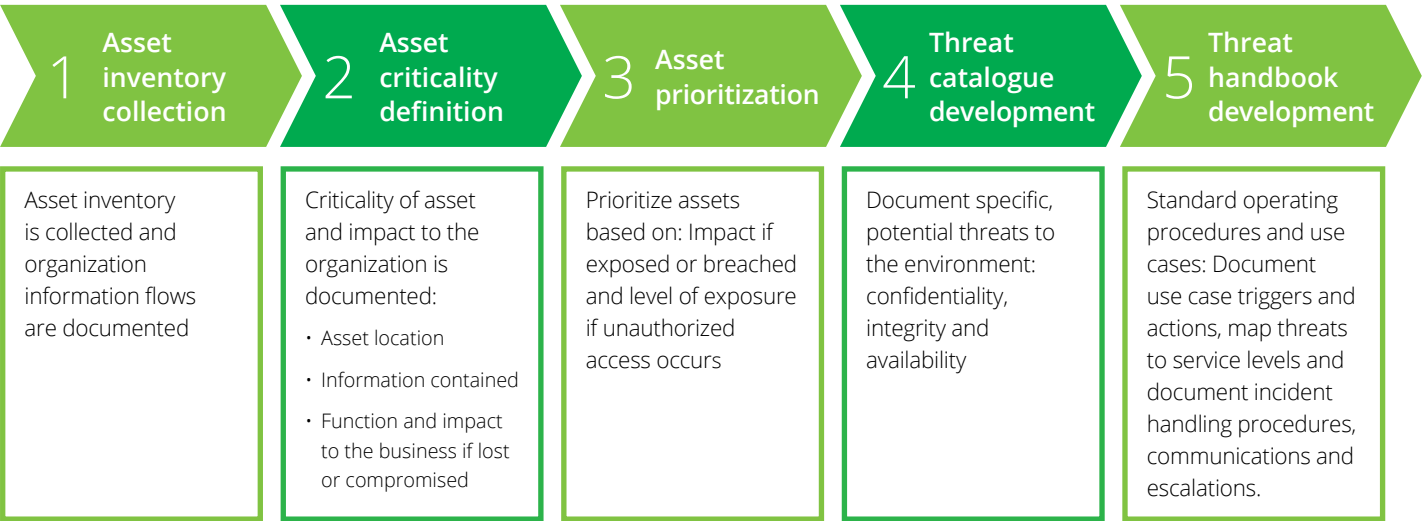 1
Asset
inventory
collection
2
Asset
criticality
definition
3
Asset
prioritization
4
Threat
catalogue
development
5
Threat
handbook
development
Asset inventory
is collected and
organization
information flows
are documented
Criticality of asset
and impact to the
organization is
documented:
• Asset location
• Information contained
• Function and impact
to the business if lost
or compromised
Prioritize assets
based on: Impact if
exposed or breached
and level of exposure
if unauthorized
access occurs
Document specific,
potential threats to
the environment:
confidentiality,
integrity and
availability
Standard operating
procedures and use
cases: Document
use case triggers and
actions, map threats
to service levels and
document incident
handling procedures,
communications and
escalations.